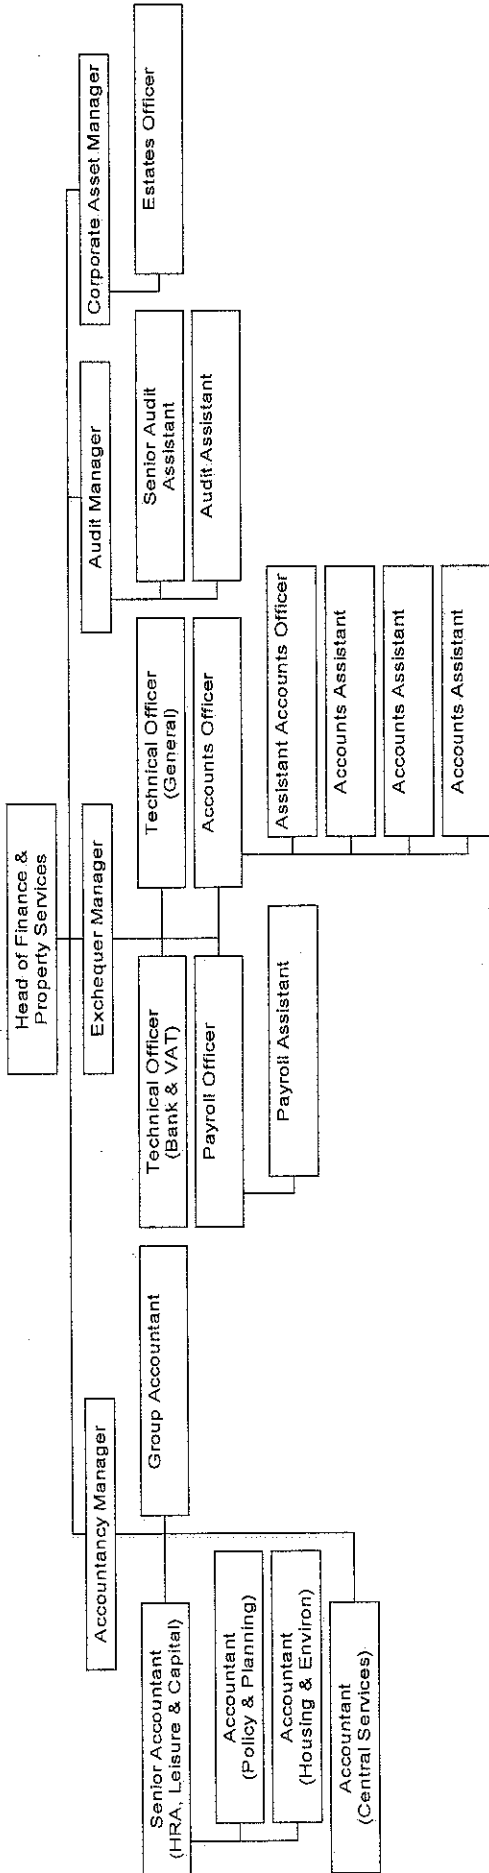 Head of Finance &
Property Services
Accountancy Manager
Exchequer Manager
Audit Manager
Corporate Asset Manager
Senior Accountant
(HRA, Leisure & Capital)
Group Accountant
Accountant
(Policy & Planning)
Accountant
(Housing & Environ)
Accountant
(Central Services)
Technical Officer
(Bank & VAT)
Technical Officer
(General)
Payroll Officer
Accounts Officer
Payroll Assistant
Assistant Accounts Officer
Accounts Assistant
Accounts Assistant
Accounts Assistant
Senior Audit
Assistant
Audit Assistant
Estates Officer